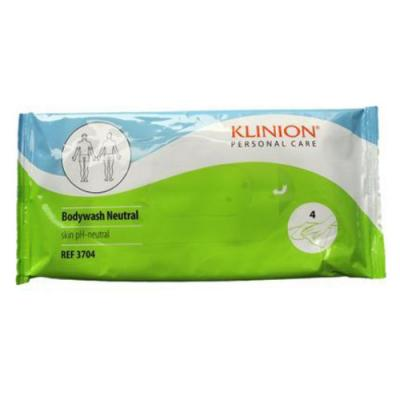 KLINION®
PERSONAL CARE
Bodywash Neutral
skin pH-neutral
REF 3704
4